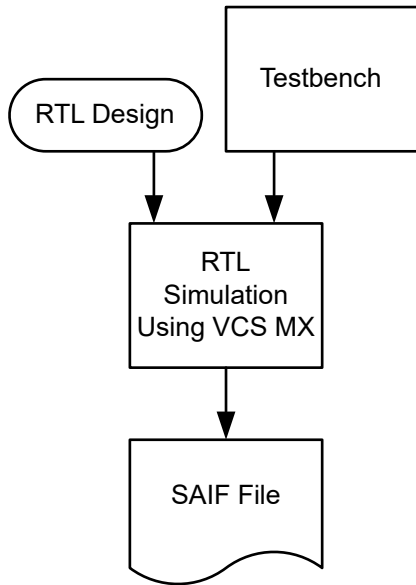 Testbench
RTL Design
RTL
Simulation
Using VCS MX
SAIF File